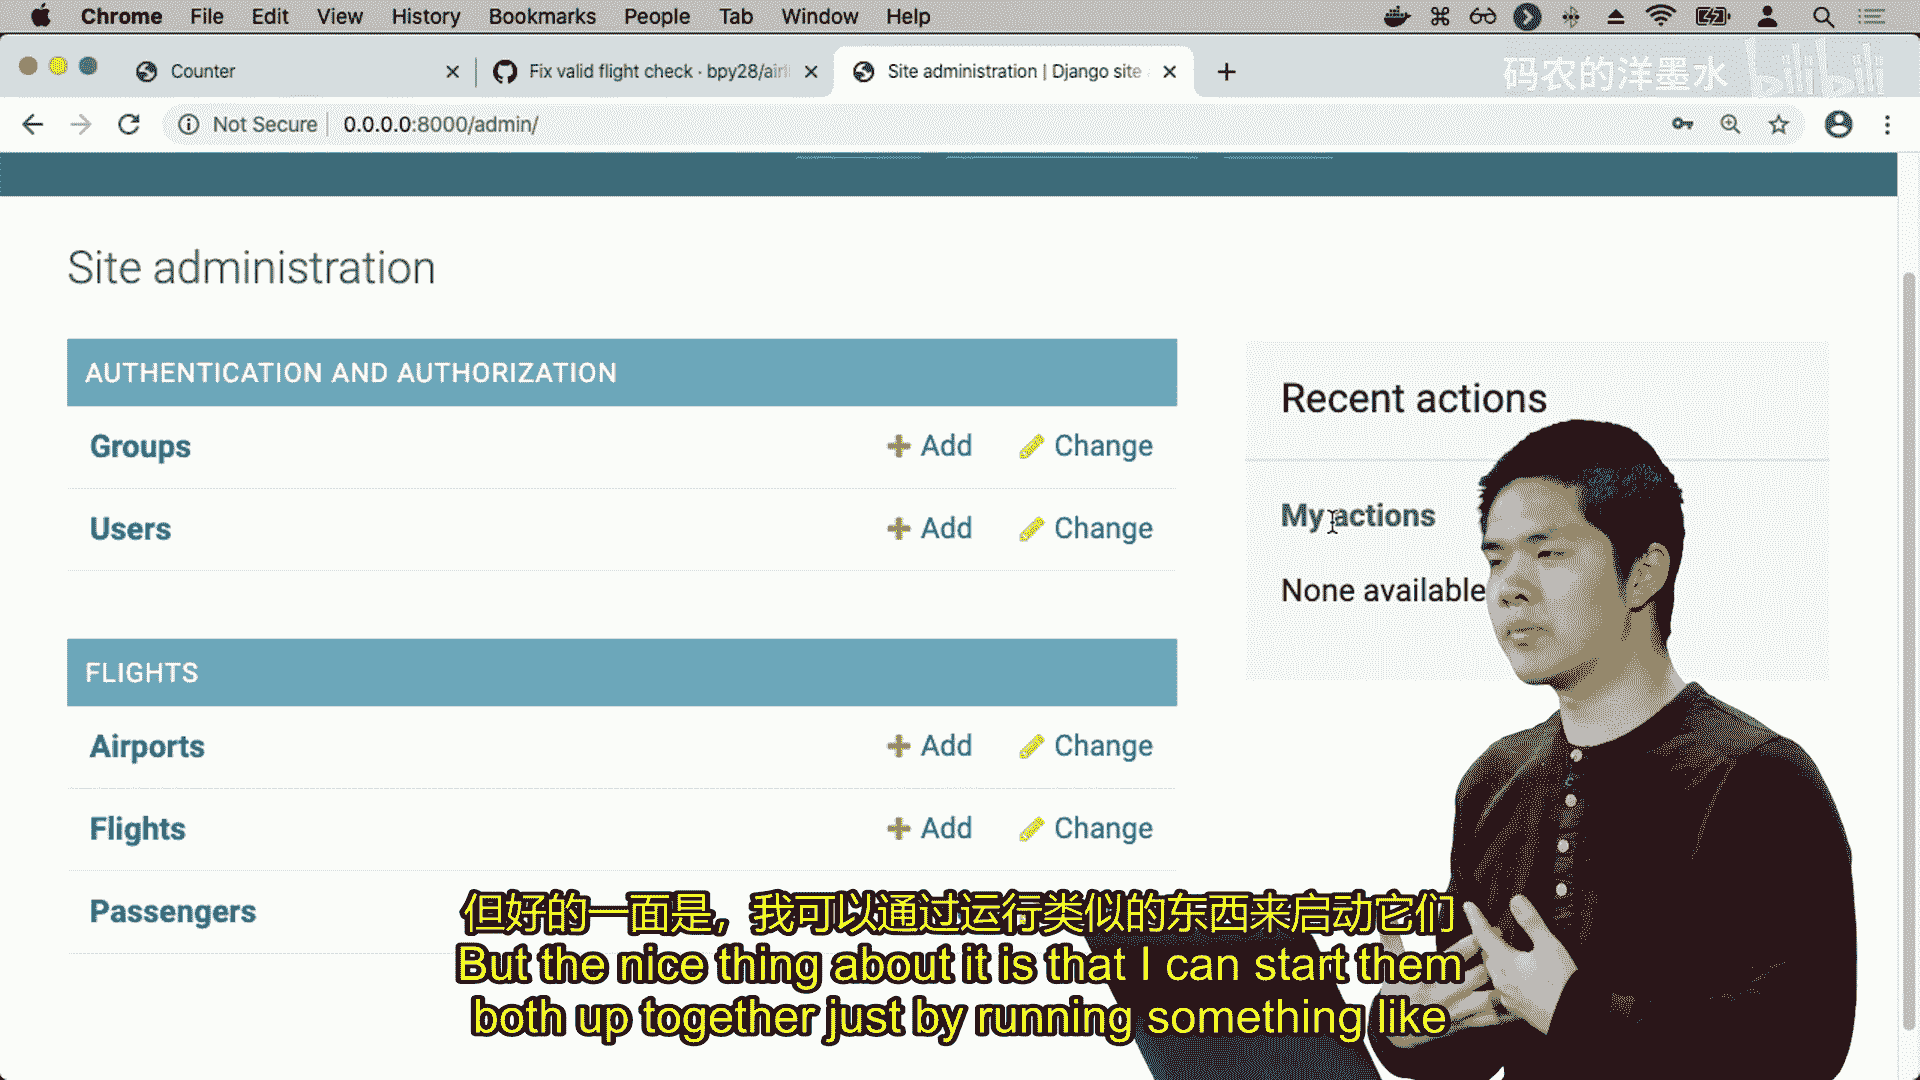 Chrome File Edit View History Bookmarks People Tab Window Help
Counter
Fix valid flight check · bpy28/airli
Site administration | Django site
码农的洋墨水 bilibili
Not Secure 0.0.0.0:8000/admin/
Site administration
AUTHENTICATION AND AUTHORIZATION
Groups Add Change
Users Add Change
Recent actions
My actions
None available
FLIGHTS
Airports Add Change
Flights Add Change
Passengers
但好的一面是，我可以通过运行类似的东西来启动它们
But the nice thing about it is that I can start them
both up together just by running something like